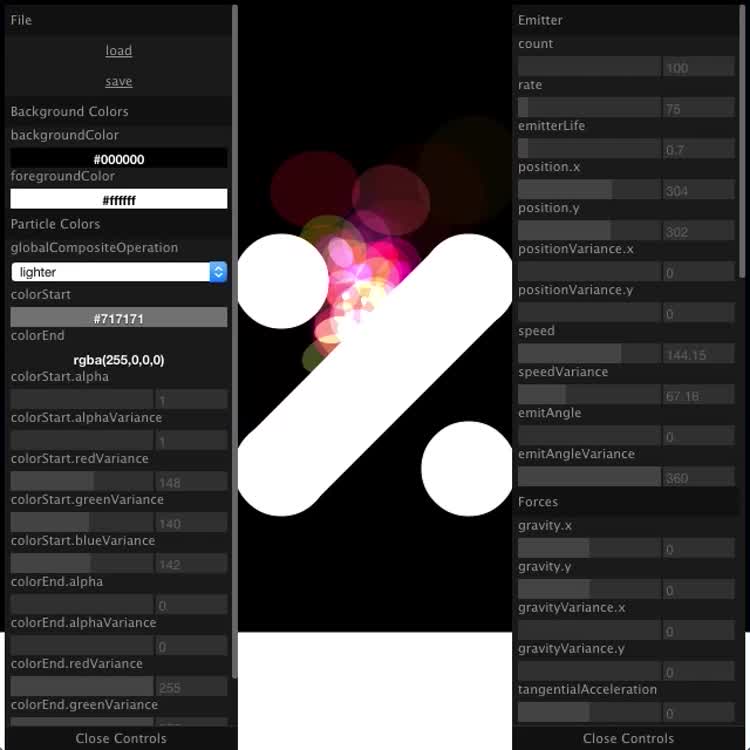 File
load
save
Background Colors
backgroundColor
#000000
foregroundColor
#ffffff
Particle Colors
globalCompositeOperation
lighter
colorStart
#717171
colorEnd
rgba(255,0,0,0)
colorStart.alpha
1
colorStart.alphaVariance
1
colorStart.redVariance
148
colorStart.greenVariance
140
colorStart.blueVariance
142
colorEnd.alpha
0
colorEnd.alphaVariance
0
colorEnd.redVariance
255
colorEnd.greenVariance
Close Controls
Emitter
count
100
rate
75
emitterLife
0.7
position.x
304
position.y
302
positionVariance.x
0
positionVariance.y
0
speed
144.15
speedVariance
67.16
emitAngle
0
emitAngleVariance
360
Forces
gravity.x
0
gravity.y
0
gravityVariance.x
0
gravityVariance.y
0
tangentialAcceleration
0
Close Controls